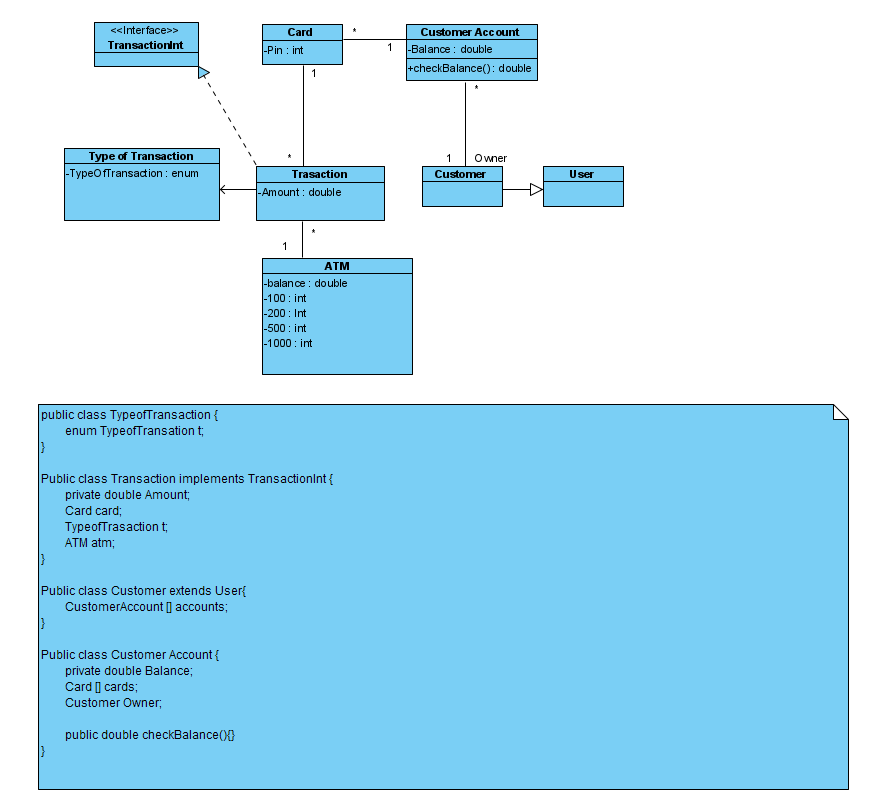 <<Interface>>
TransactionInt
Card
-Pin : int
*
1
Customer Account
-Balance : double
+checkBalance() : double
1
*
*
1
Owner
Type of Transaction
-TypeOfTransaction : enum
Trasaction
-Amount : double
Customer
User
*
1
ATM
-balance : double
-100 : int
-200 : Int
-500 : int
-1000 : int
public class TypeofTransaction {
enum TypeofTransation t;
}
Public class Transaction implements TransactionInt {
private double Amount;
Card card;
TypeofTrasaction t;
ATM atm;
}
Public class Customer extends User{
CustomerAccount [] accounts;
}
Public class Customer Account {
private double Balance;
Card [] cards;
Customer Owner;
public double checkBalance(){}
}